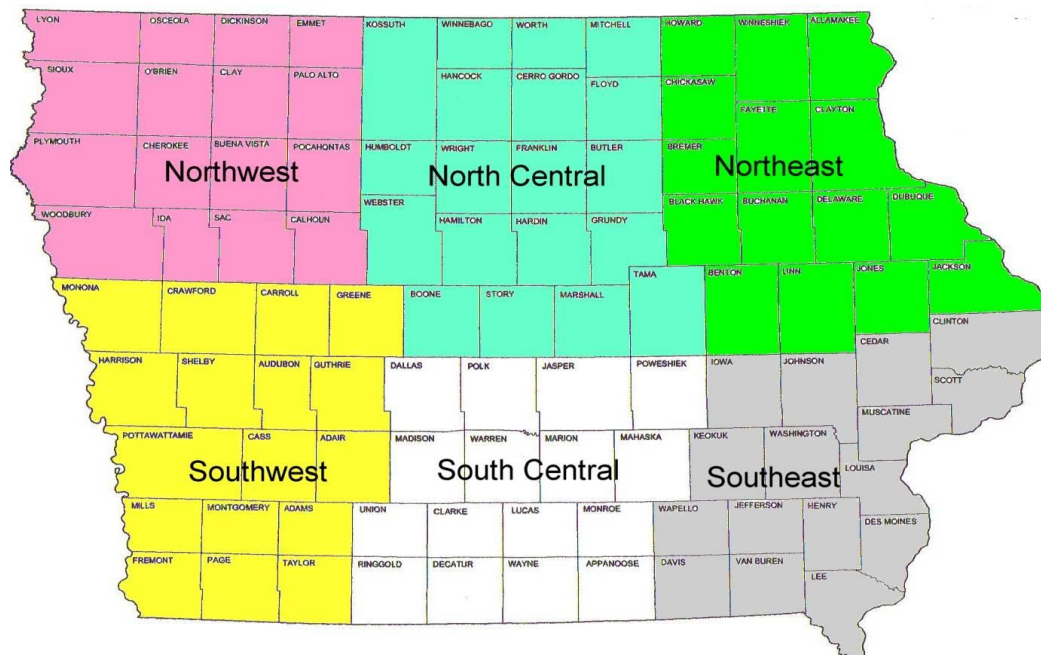 LYON OSCEOLA DICKINSON EMMET KOSSUTH WINNEBAGO WORTH MITCHELL HOWARD WINNESHIEK ALLAMAKEE
SIOUX O'BRIEN CLAY PALO ALTO HANCOCK CERRO GORDO FLOYD CHICKASAW
FAYETTE CLAYTON
PLYMOUTH CHEROKEE BUENA VISTA POCAHONTAS HUMBOLDT WRIGHT FRANKLIN BUTLER BREMER
Northwest North Central Northeast
WOODBURY IDA SAC CALHOUN WEBSTER HAMILTON HARDIN GRUNDY BLACK HAWK BUCHANAN DELAWARE DUBUQUE
MONONA CRAWFORD CARROLL GREENE BOONE STORY MARSHALL TAMA BENTON LINN JONES JACKSON
CLINTON
HARRISON SHELBY AUDUBON GUTHRIE DALLAS POLK JASPER POWESHIEK IOWA JOHNSON CEDAR
SCOTT
MUSCATINE
POTTAWATTAMIE CASS ADAIR MADISON WARREN MARION MAHASKA KEOKUK WASHINGTON
Southwest South Central Southeast LOUISA
MILLS MONTGOMERY ADAMS UNION CLARKE LUCAS MONROE WAPELLO JEFFERSON HENRY
DES MOINES
FREMONT PAGE TAYLOR RINGGOLD DECATUR WAYNE APPANOOSE DAVIS VAN BUREN
LEE